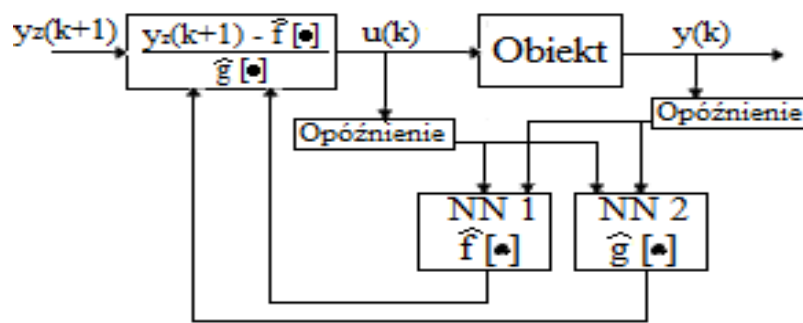 yz(k+1)
yz(k+1) - f̂ [•]
ĝ [•]
u(k)
Obiekt
y(k)
Opóźnienie
Opóźnienie
NN 1
f̂ [•]
NN 2
ĝ [•]